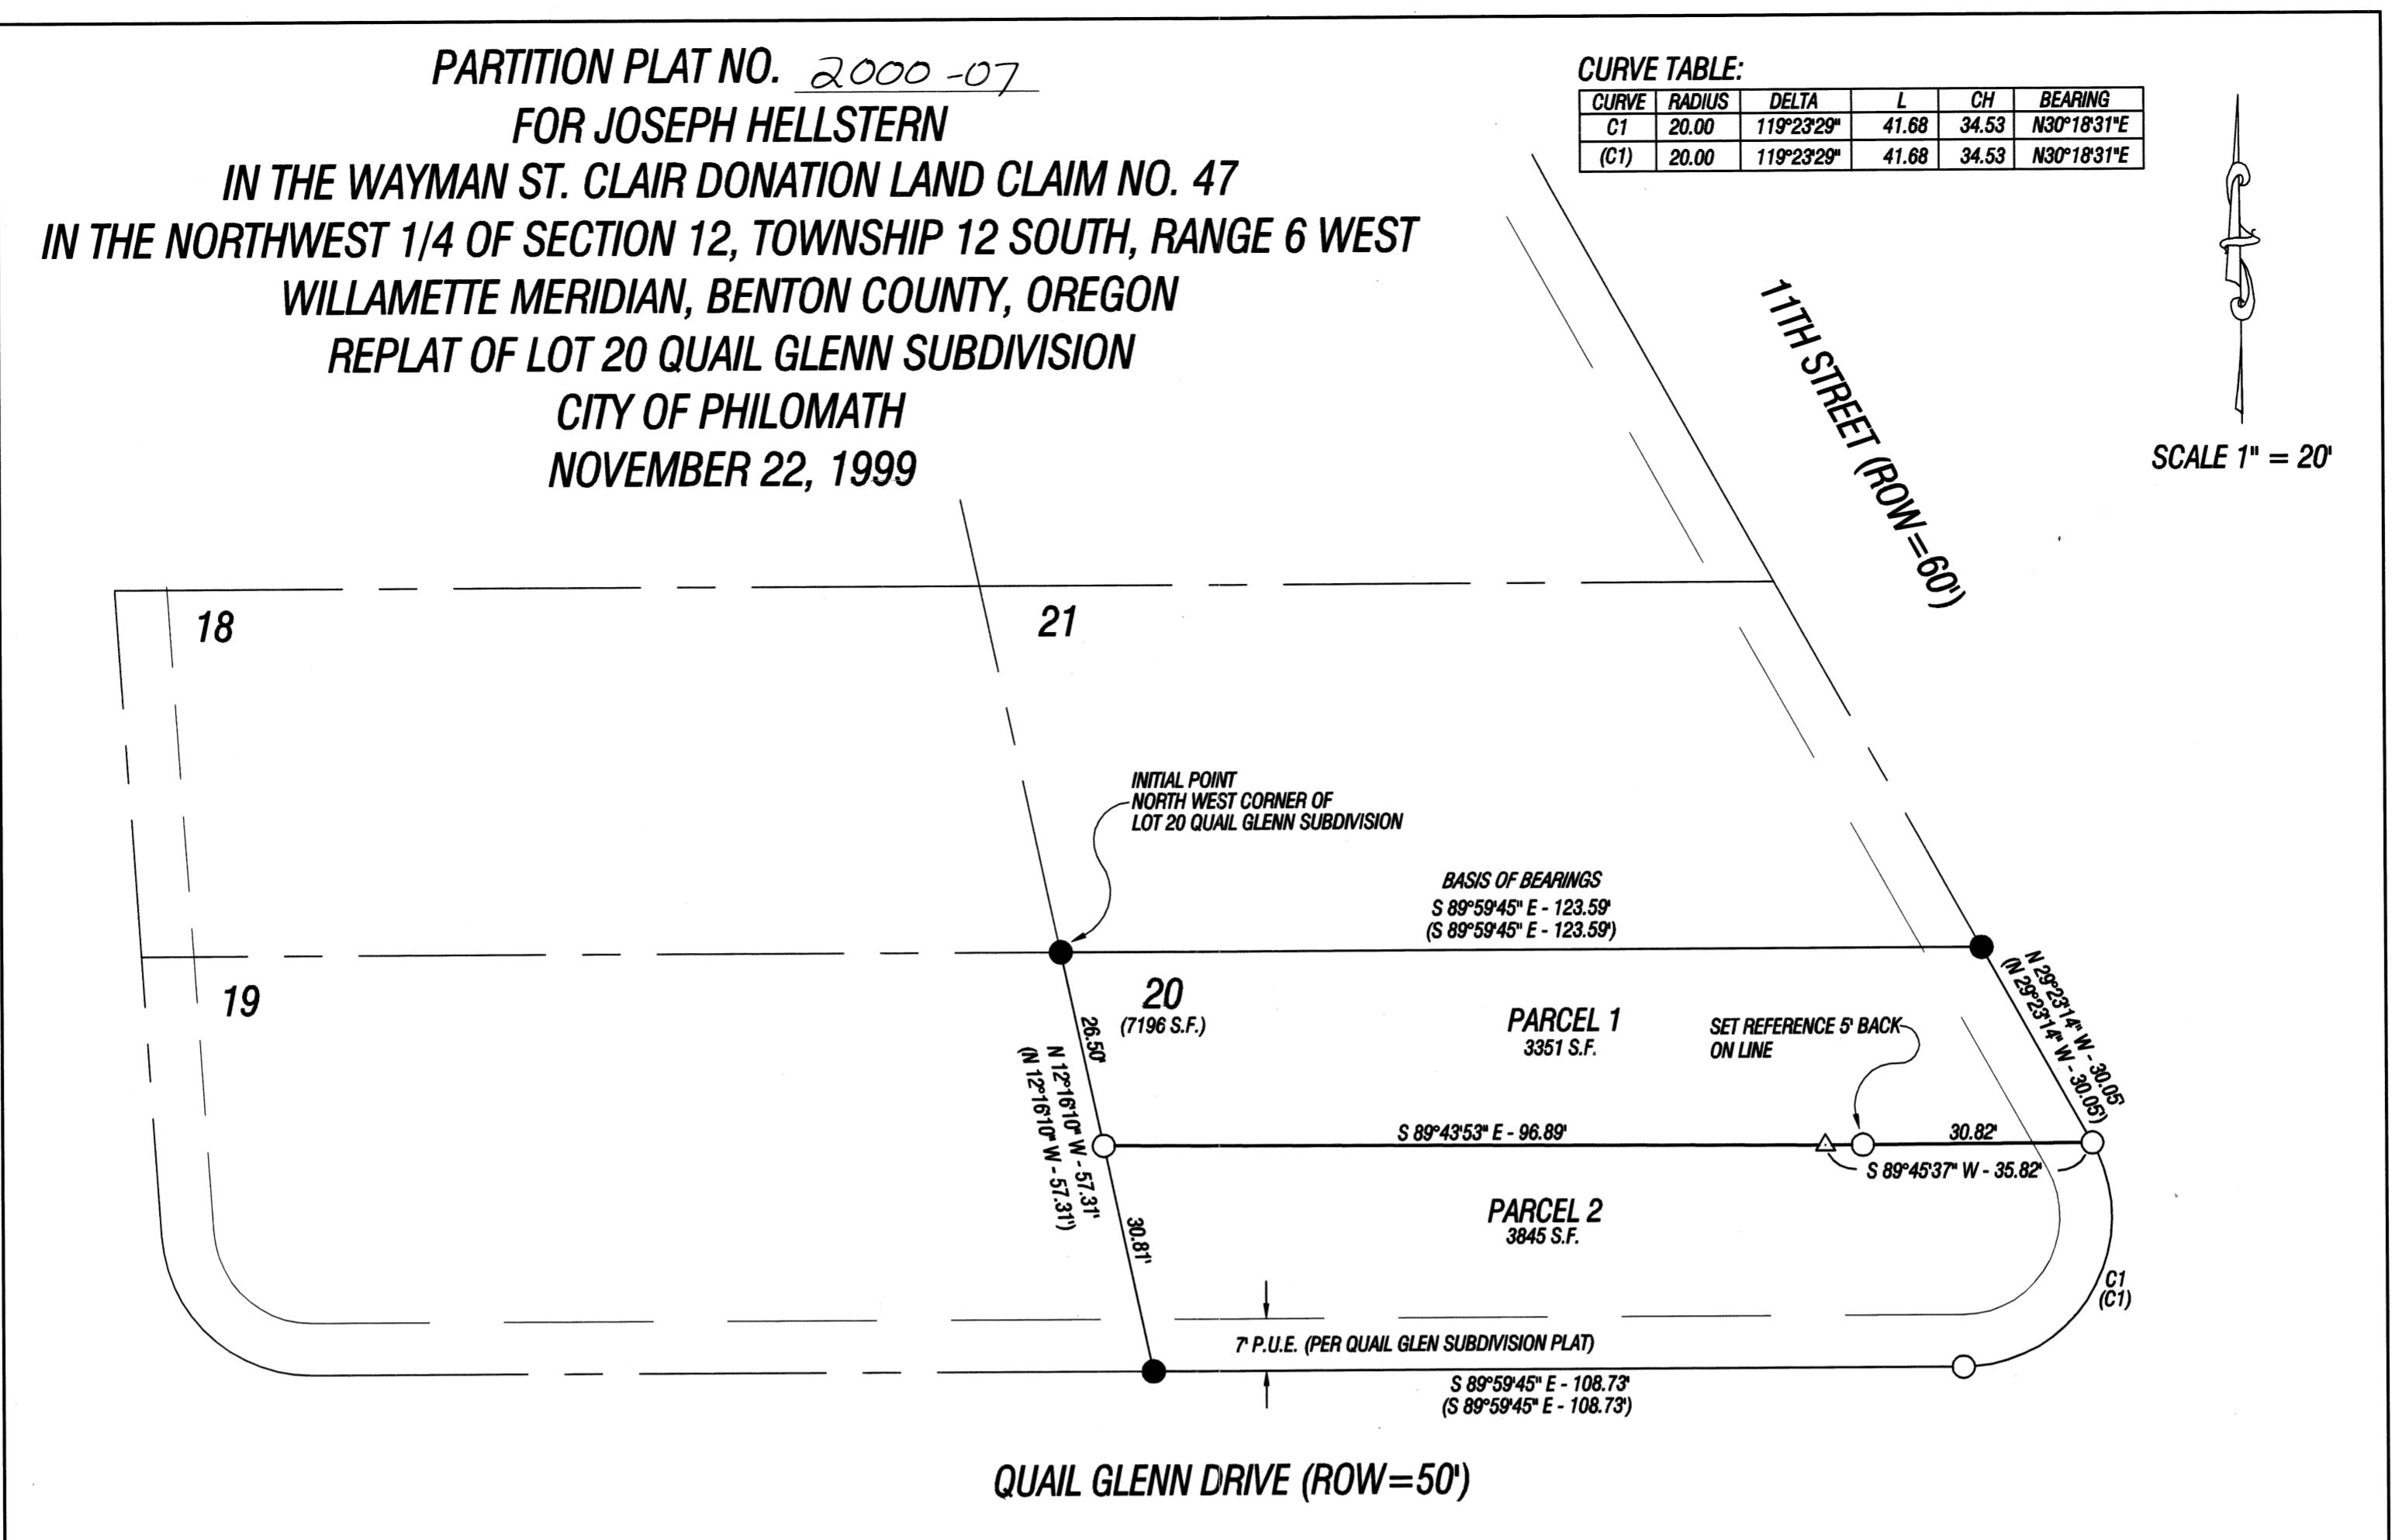 PARTITION PLAT NO. 2000-07
FOR JOSEPH HELLSTERN
IN THE WAYMAN ST. CLAIR DONATION LAND CLAIM NO. 47
IN THE NORTHWEST 1/4 OF SECTION 12, TOWNSHIP 12 SOUTH, RANGE 6 WEST
WILLAMETTE MERIDIAN, BENTON COUNTY, OREGON
REPLAT OF LOT 20 QUAIL GLENN SUBDIVISION
CITY OF PHILOMATH
NOVEMBER 22, 1999
CURVE TABLE:
CURVE RADIUS DELTA L CH BEARING
C1 20.00 119°23'29" 41.68 34.53 N30°18'31"E
(C1) 20.00 119°23'29" 41.68 34.53 N30°18'31"E
SCALE 1" = 20'
11TH STREET (ROW=60')
18
21
INITIAL POINT
NORTH WEST CORNER OF
LOT 20 QUAIL GLENN SUBDIVISION
BASIS OF BEARINGS
S 89°59'45" E - 123.59'
(S 89°59'45" E - 123.59')
19
20
(7196 S.F.)
PARCEL 1
3351 S.F.
SET REFERENCE 5' BACK
ON LINE
N 29°23'14" W - 30.05'
(N 29°23'14" W - 30.05')
26.50'
N 12°16'10" W - 57.31'
(N 12°16'10" W - 57.31')
S 89°43'53" E - 96.89'
30.82'
S 89°45'37" W - 35.82'
PARCEL 2
3845 S.F.
30.81'
C1
(C1)
7' P.U.E. (PER QUAIL GLEN SUBDIVISION PLAT)
S 89°59'45" E - 108.73'
(S 89°59'45" E - 108.73')
QUAIL GLENN DRIVE (ROW=50')